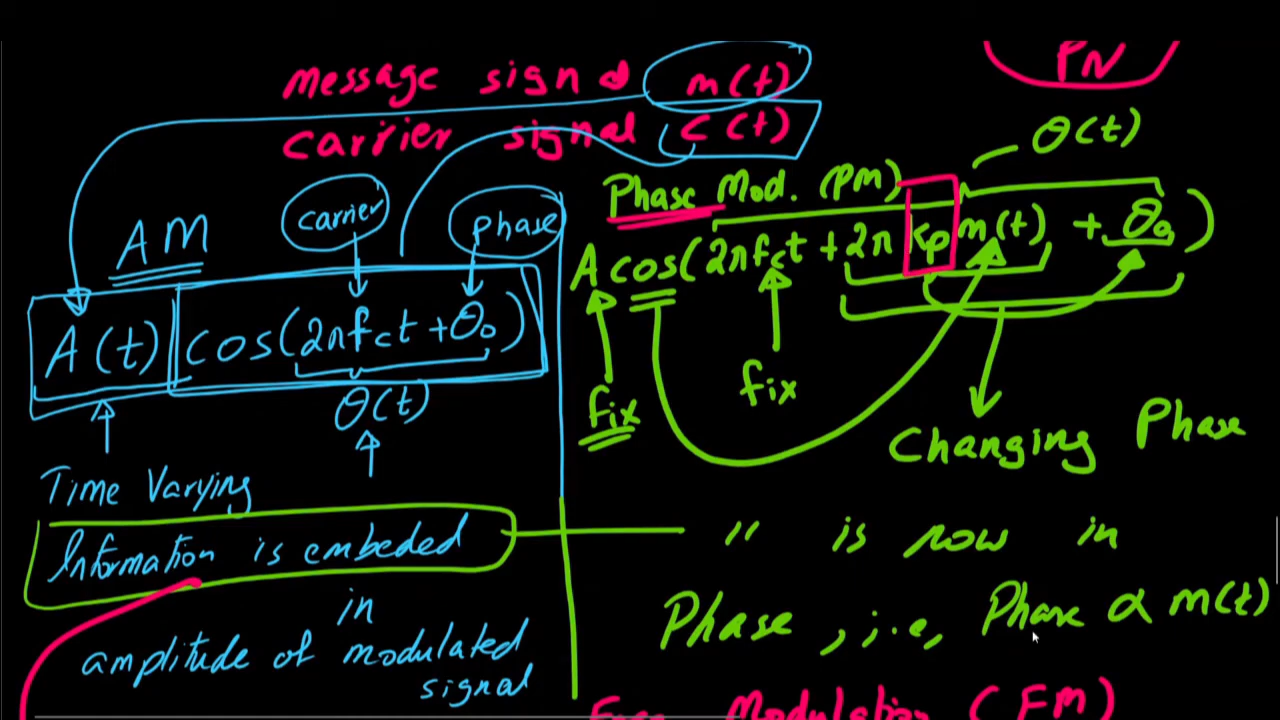 PN
message signal m(t)
carrier signal c(t)
θ(t)
Phase Mod. (PM)
carrier
phase
AM
A cos(2πfct + 2π kp m(t) + θ0)
A(t) cos(2πfct + θ0)
θ(t)
fix
fix
Changing Phase
Time Varying
Information is embeded
in
amplitude of modulated
signal
" is now in
Phase, i.e, Phase α m(t)
Modulation (FM)